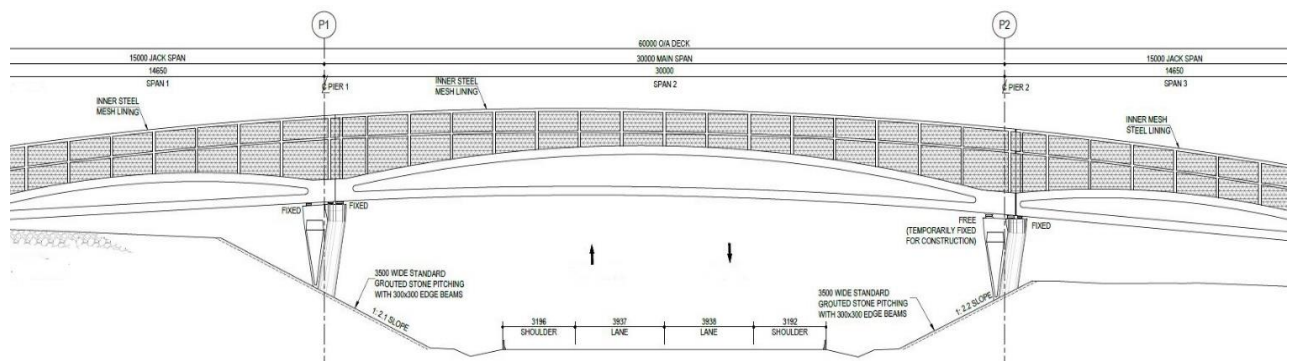 P1
P2
60000 O/A DECK
15000 JACK SPAN
30000 MAIN SPAN
15000 JACK SPAN
14650
30000
14650
SPAN 1
℄ PIER 1
SPAN 2
℄ PIER 2
SPAN 3
INNER STEEL
MESH LINING
INNER STEEL
MESH LINING
INNER MESH
STEEL LINING
FIXED
FIXED
FREE
(TEMPORARILY FIXED
FOR CONSTRUCTION)
FIXED
3500 WIDE STANDARD
GROUTED STONE PITCHING
WITH 300x300 EDGE BEAMS
1: 2.1 SLOPE
3500 WIDE STANDARD
GROUTED STONE PITCHING
WITH 300x300 EDGE BEAMS
1: 2.2 SLOPE
3196
SHOULDER
3937
LANE
3938
LANE
3192
SHOULDER